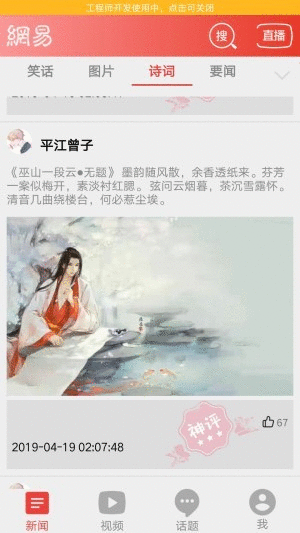 工程师开发使用中，点击可关闭
網易
搜
直播
笑话 图片 诗词 要闻
平江曾子
《巫山一段云●无题》 墨韵随风散，余香透纸来。芬芳
一案似梅开，素淡衬红腮。 弦问云烟暮，茶沉雪露怀。
清音几曲绕楼台，何必惹尘埃。
神评
67
2019-04-19 02:07:48
新闻 视频 话题 我